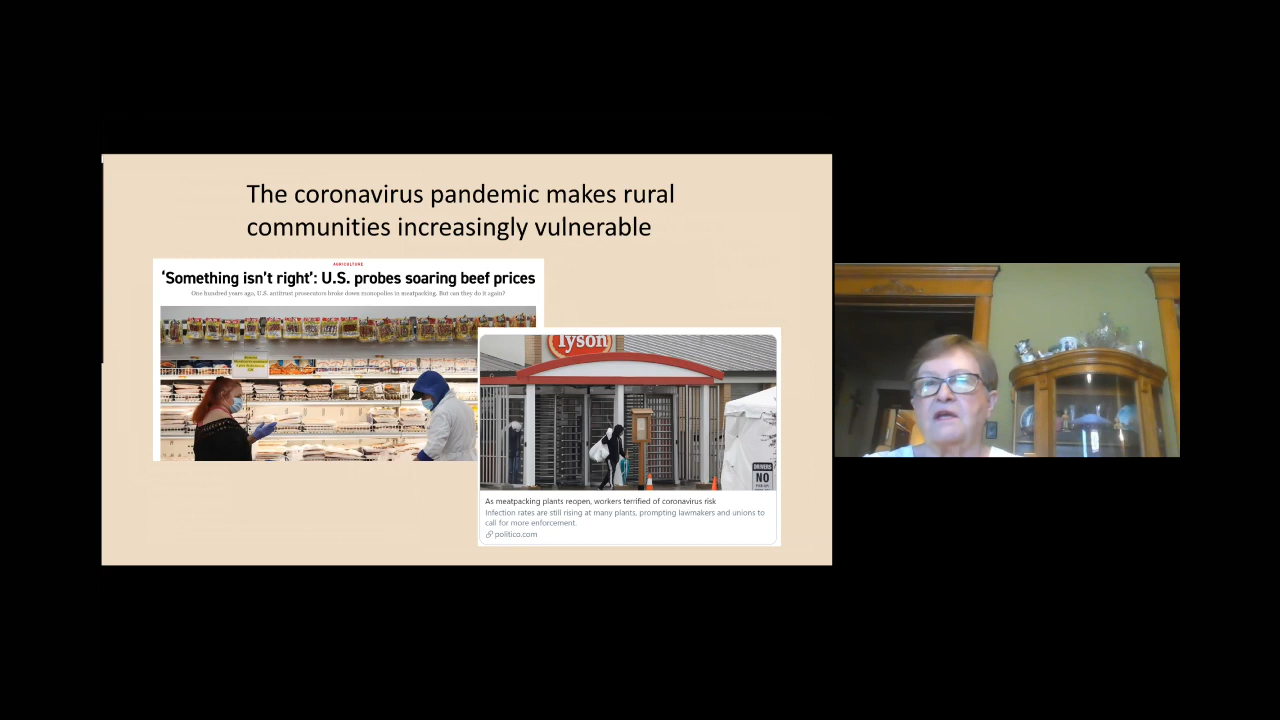 The coronavirus pandemic makes rural
communities increasingly vulnerable
AGRICULTURE
‘Something isn’t right’: U.S. probes soaring beef prices
One hundred years ago, U.S. antitrust prosecutors broke down monopolies in meatpacking. But can they do it again?
Tyson
DRIVERS
NO
As meatpacking plants reopen, workers terrified of coronavirus risk
Infection rates are still rising at many plants, prompting lawmakers and unions to
call for more enforcement.
politico.com